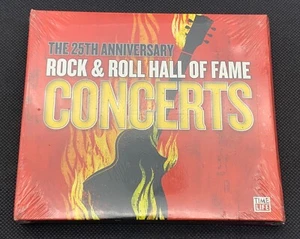 THE 25TH ANNIVERSARY
ROCK & ROLL HALL OF FAME
CONCERTS
TIME
LIFE